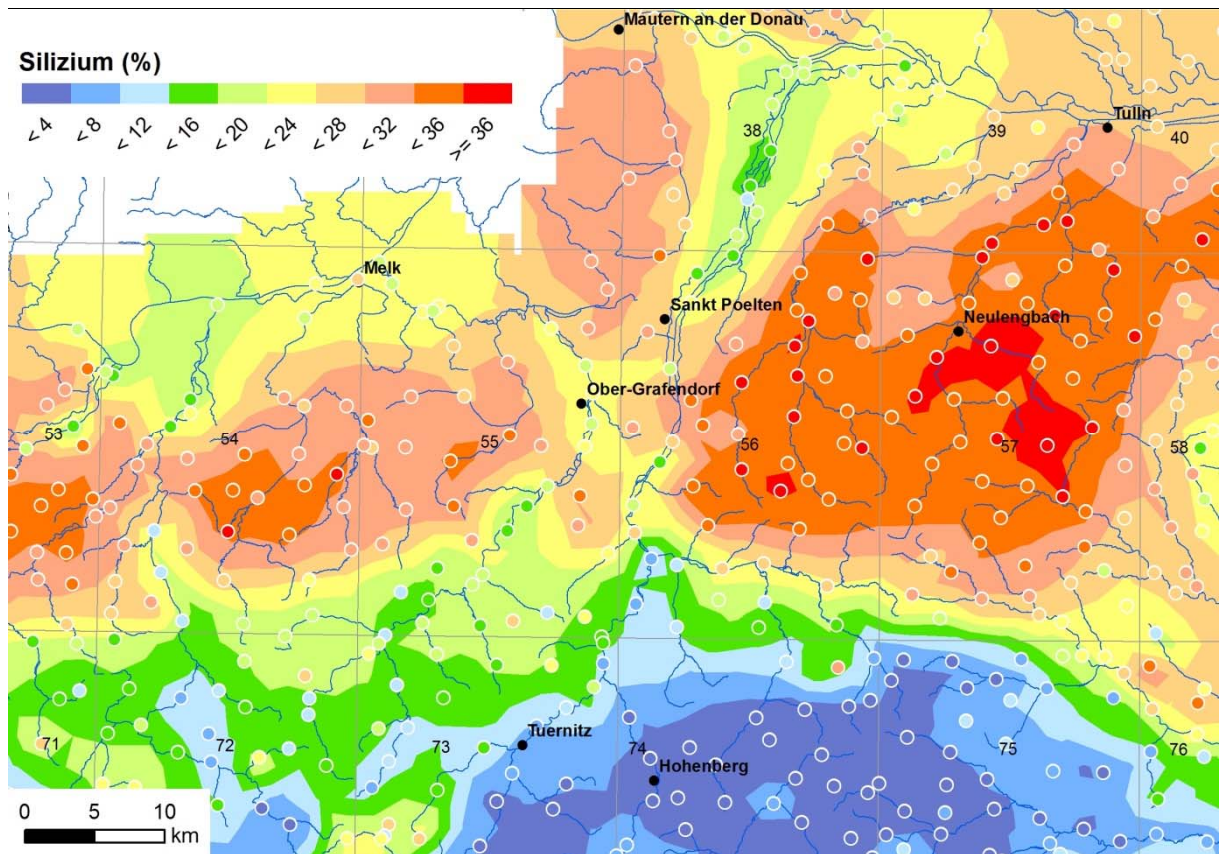 Mautern an der Donau
Silizium (%)
< 4
< 8
< 12
< 16
< 20
< 24
< 28
< 32
< 36
>= 36
38
39
Tulln
40
Melk
Sankt Poelten
Neulengbach
Ober-Grafendorf
53
54
55
56
57
58
71
72
73
Tuernitz
74
75
76
Hohenberg
0 5 10
km